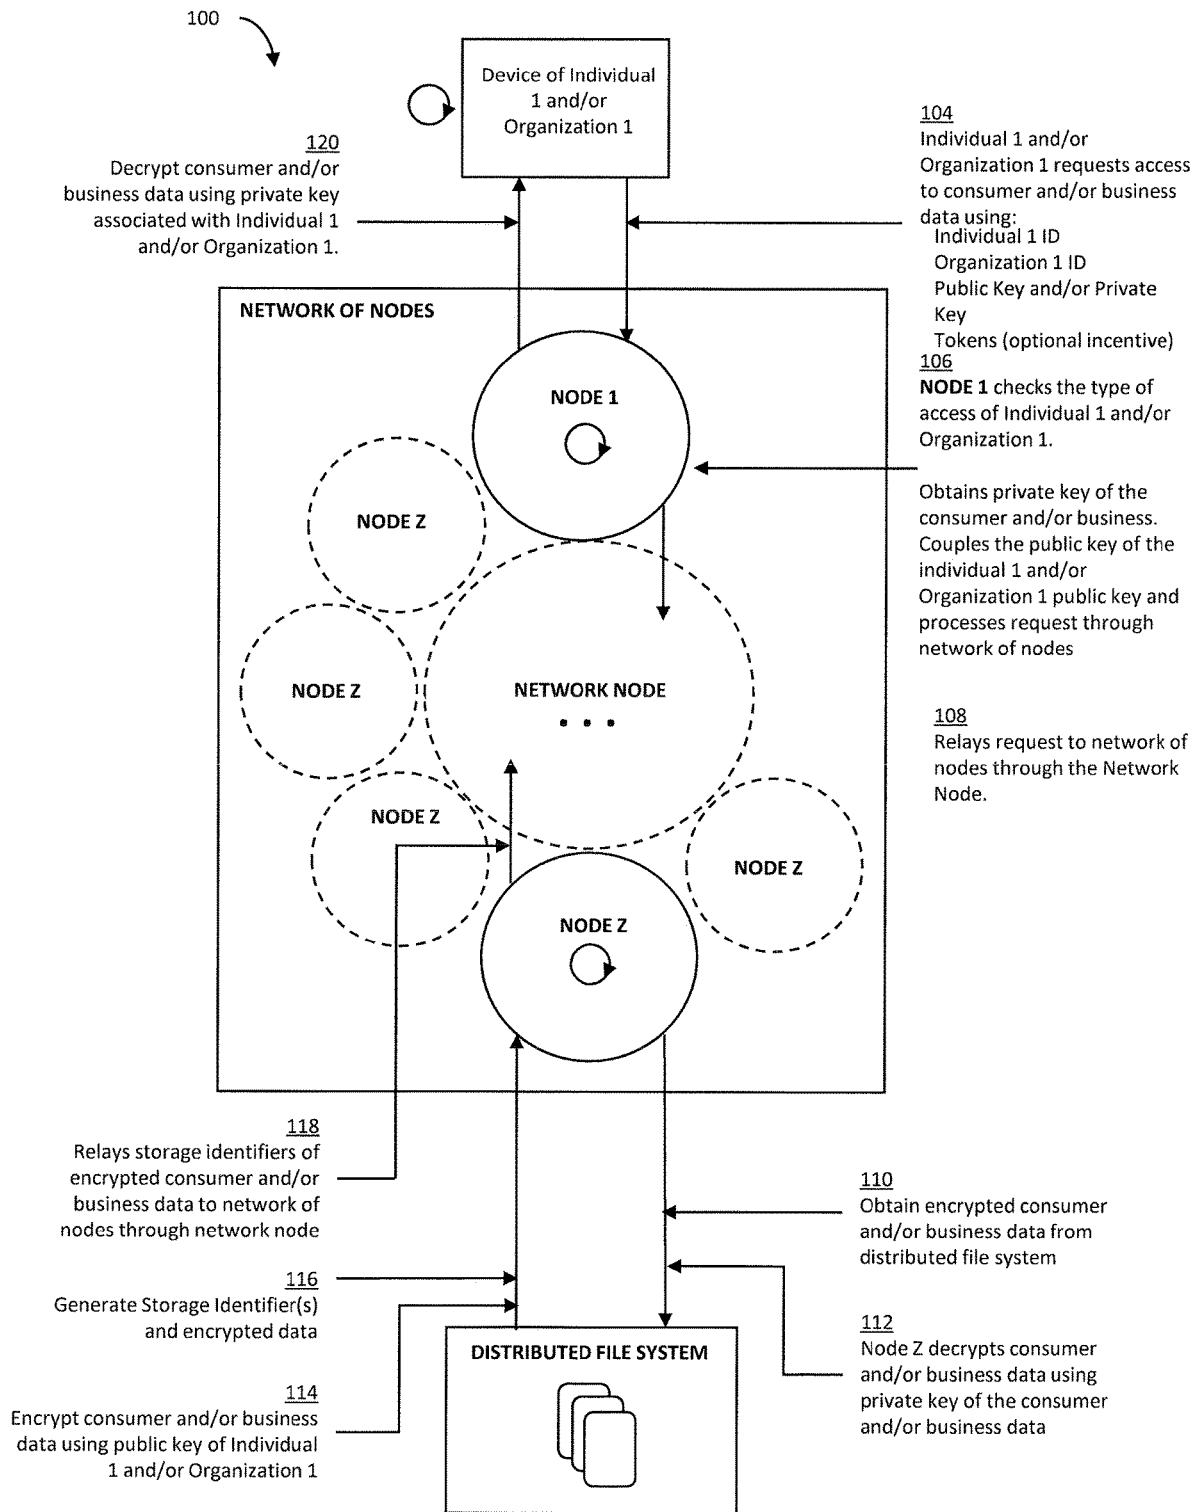 100
Device of Individual
1 and/or
Organization 1
120
Decrypt consumer and/or
business data using private key
associated with Individual 1
and/or Organization 1.
104
Individual 1 and/or
Organization 1 requests access
to consumer and/or business
data using:
Individual 1 ID
Organization 1 ID
Public Key and/or Private
Key
Tokens (optional incentive)
106
NODE 1 checks the type of
access of Individual 1 and/or
Organization 1.
Obtains private key of the
consumer and/or business.
Couples the public key of the
individual 1 and/or
Organization 1 public key and
processes request through
network of nodes
108
Relays request to network of
nodes through the Network
Node.
NETWORK OF NODES
NODE 1
NODE Z
NODE Z
NETWORK NODE
NODE Z
NODE Z
NODE Z
118
Relays storage identifiers of
encrypted consumer and/or
business data to network of
nodes through network node
110
Obtain encrypted consumer
and/or business data from
distributed file system
116
Generate Storage Identifier(s)
and encrypted data
112
Node Z decrypts consumer
and/or business data using
private key of the consumer
and/or business data
114
Encrypt consumer and/or business
data using public key of Individual
1 and/or Organization 1
DISTRIBUTED FILE SYSTEM